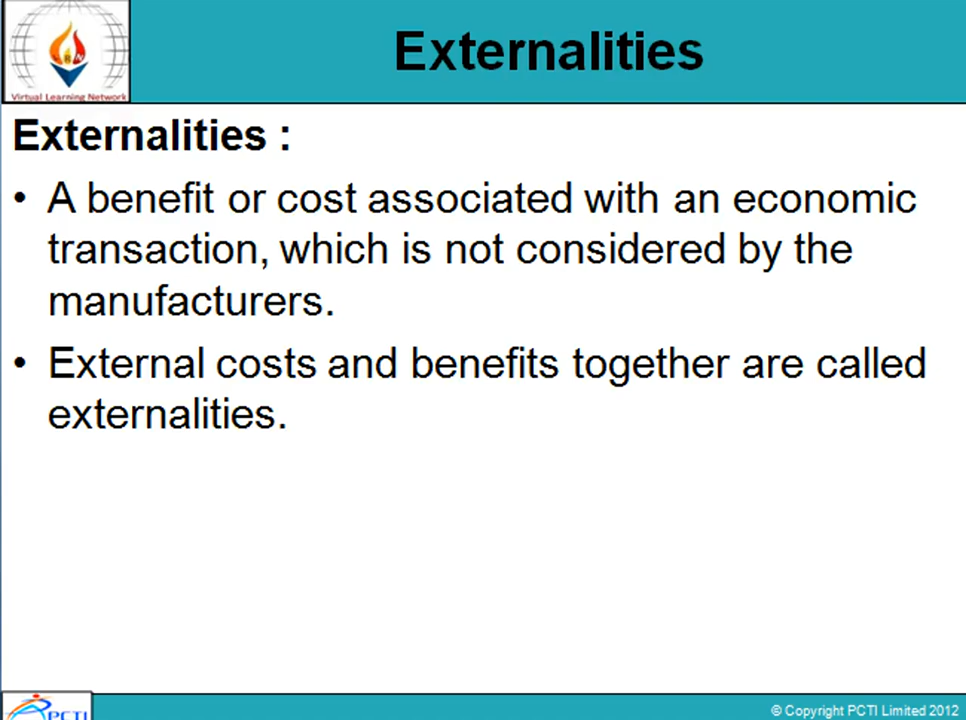 Externalities
Virtual Learning Network
Externalities :
• A benefit or cost associated with an economic
transaction, which is not considered by the
manufacturers.
• External costs and benefits together are called
externalities.
PCTI
© Copyright PCTI Limited 2012